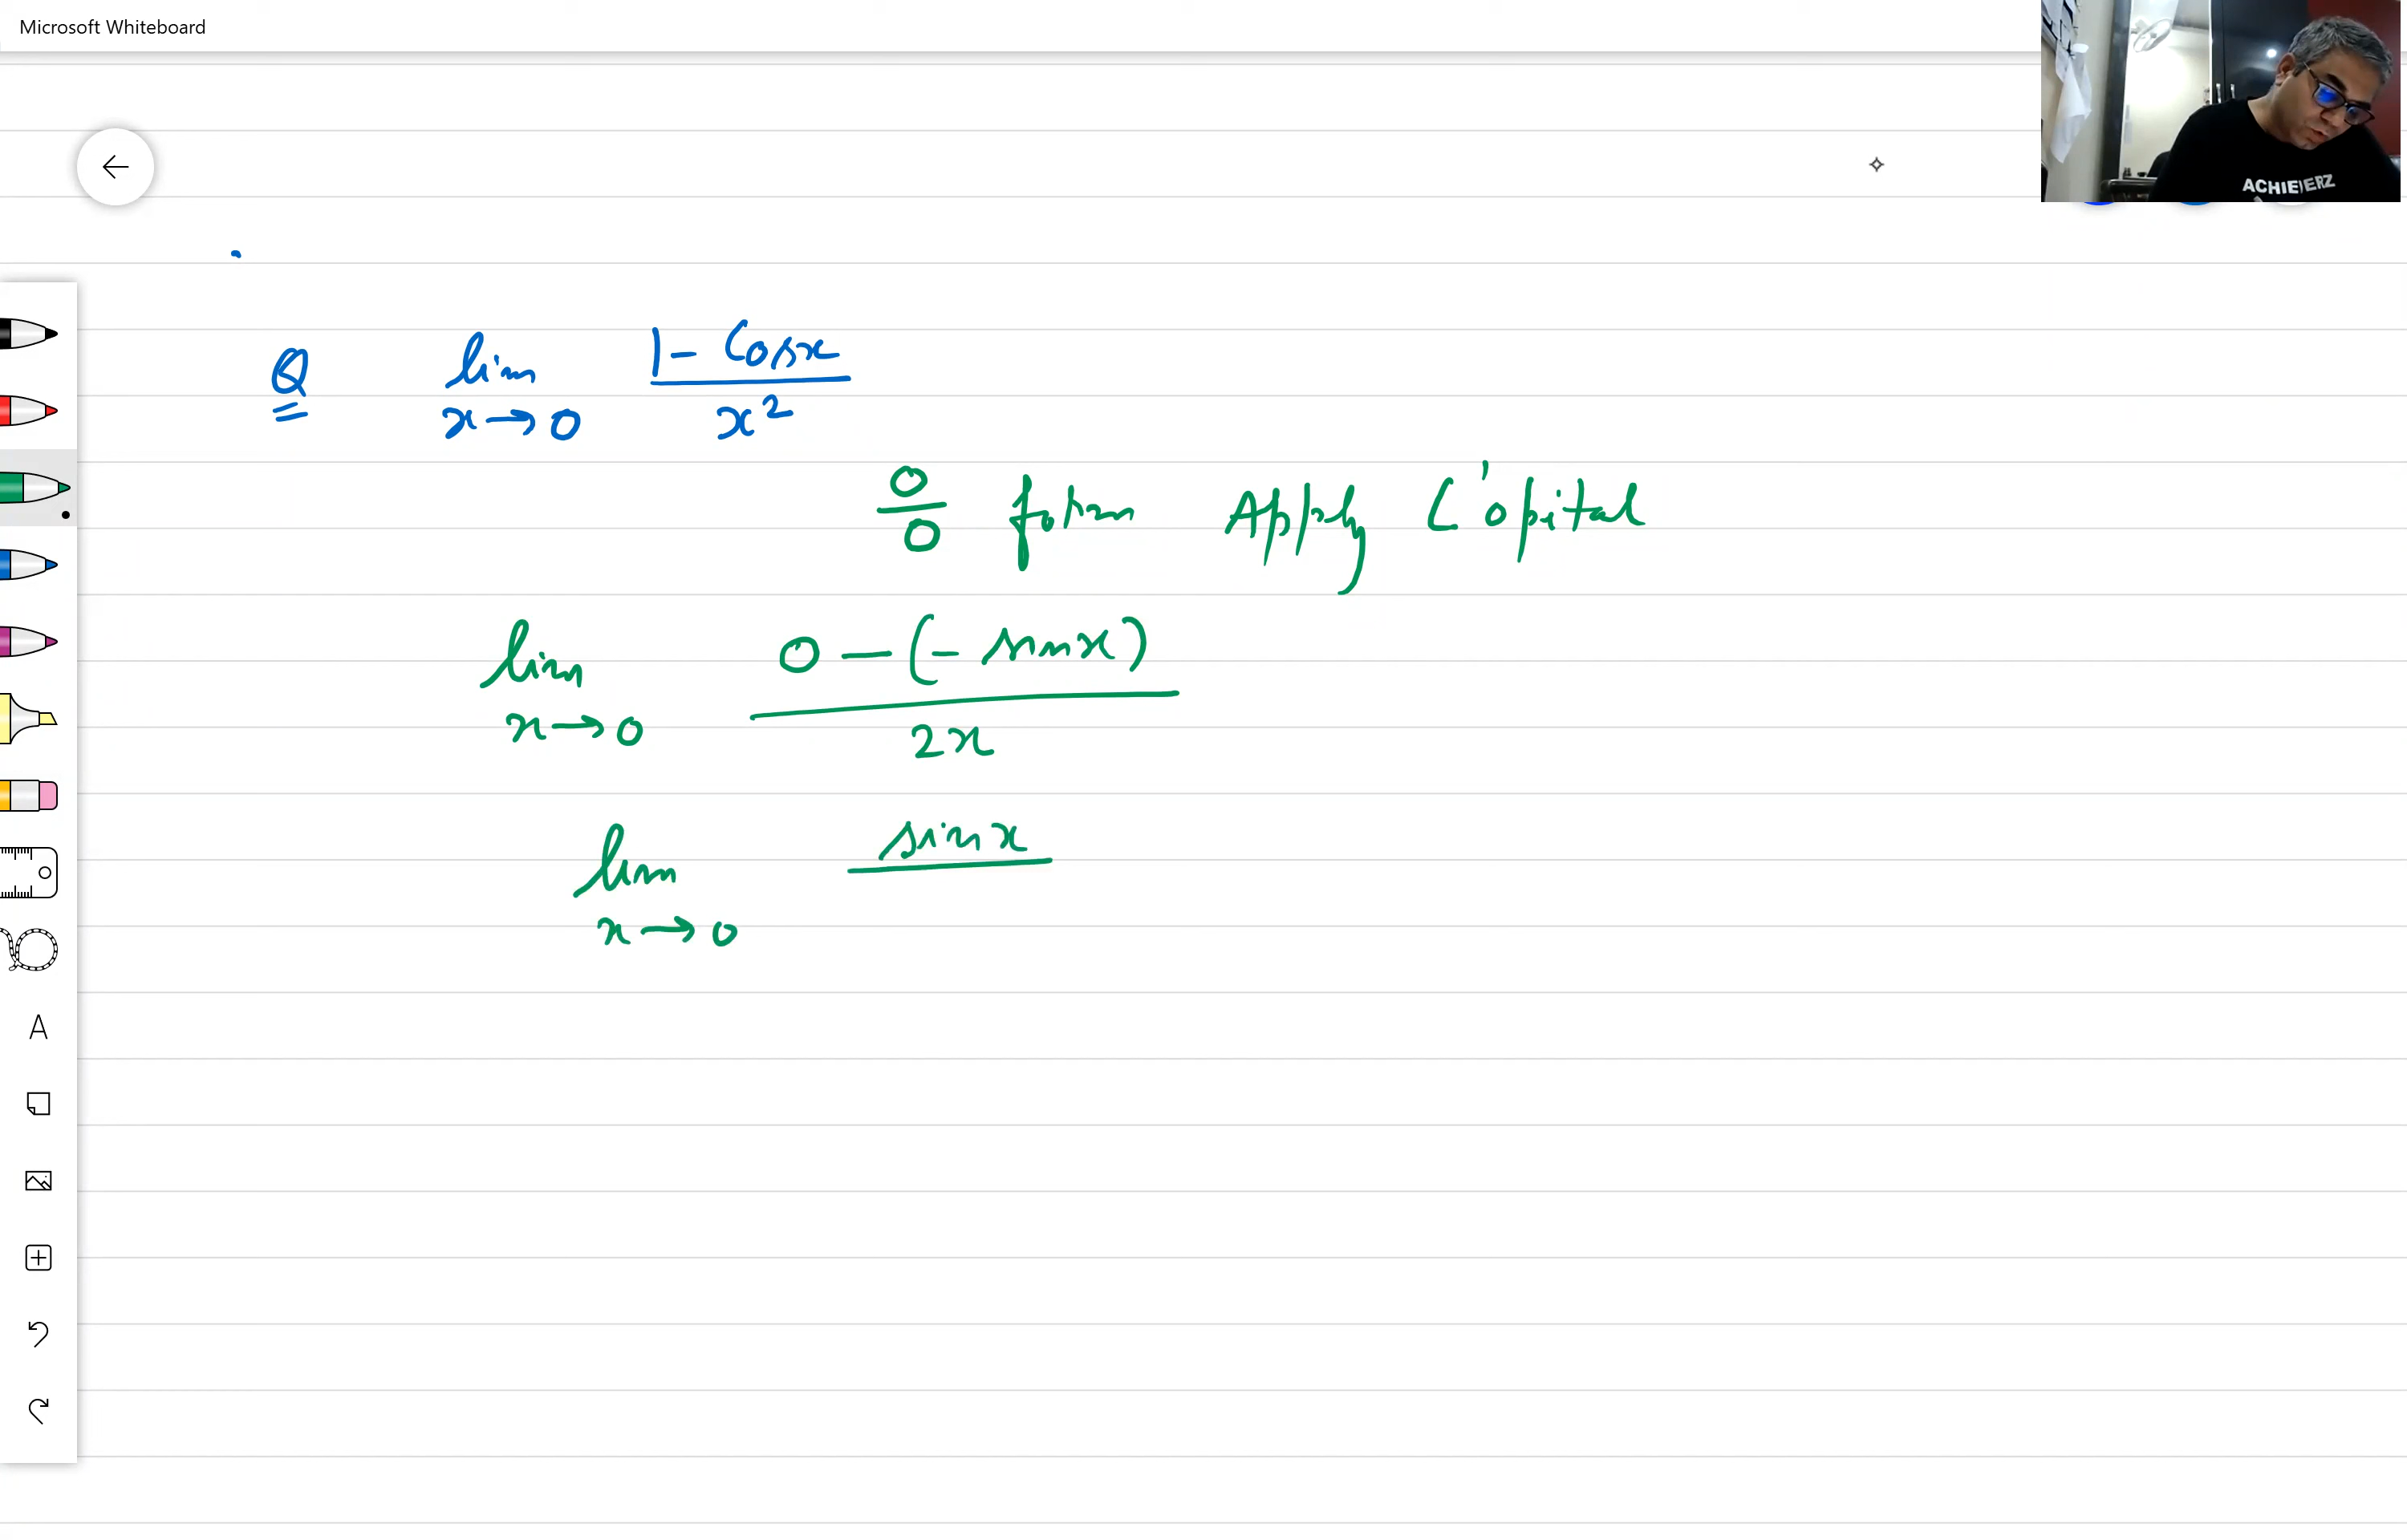 Microsoft Whiteboard
ACHIEVERZ
Q lim x→0 (1 - Cosx)/x²
0/0 form Apply L'opital
lim x→0 (0 - (- sinx))/2x
lim x→0 sinx/
A